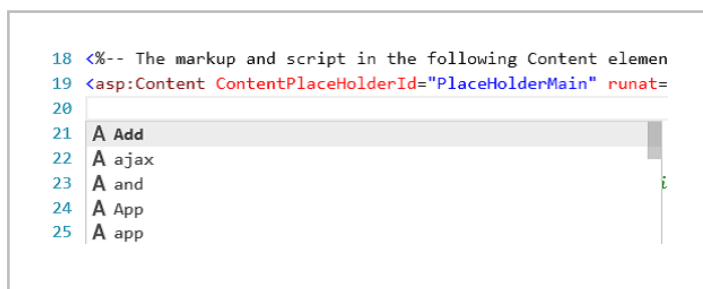 18 <%-- The markup and script in the following Content elemen
19 <asp:Content ContentPlaceHolderId="PlaceHolderMain" runat=
20
21 A Add
22 A ajax
23 A and i
24 A App
25 A app